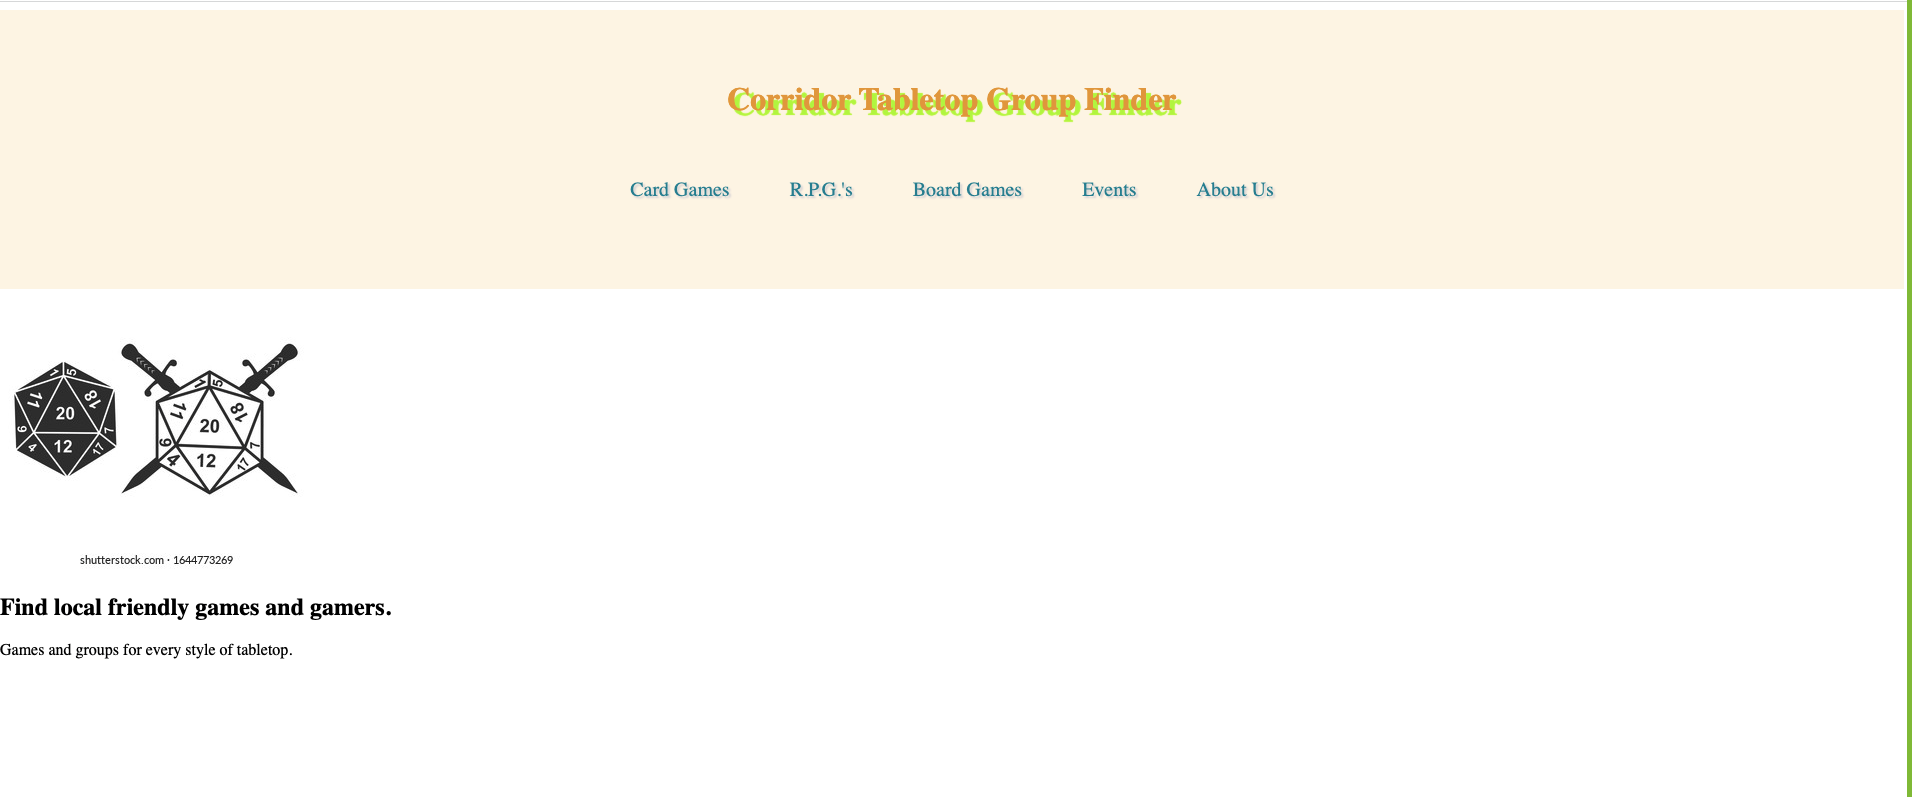 Corridor Tabletop Group Finder
Card Games R.P.G.'s Board Games Events About Us
1 5 1 5
11 18 11 18
20 20
6 7 6 7
4 12 17 4 12 17
shutterstock.com · 1644773269
Find local friendly games and gamers.
Games and groups for every style of tabletop.